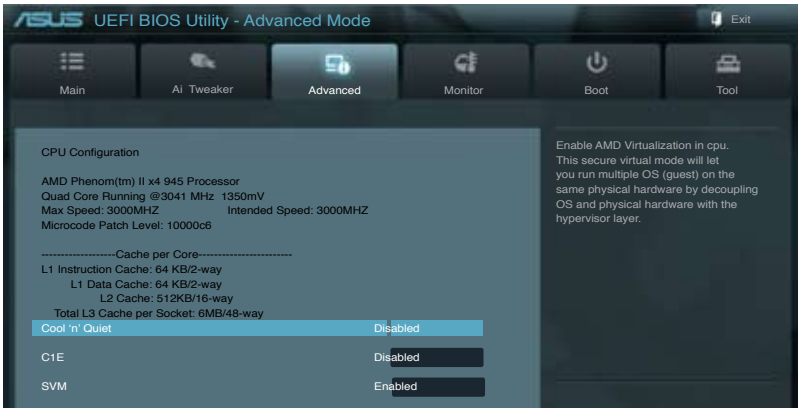 ASUS UEFI BIOS Utility - Advanced Mode
Exit
Main
Ai Tweaker
Advanced
Monitor
Boot
Tool
CPU Configuration
AMD Phenom(tm) II x4 945 Processor
Quad Core Running @3041 MHz 1350mV
Max Speed: 3000MHZ Intended Speed: 3000MHZ
Microcode Patch Level: 10000c6
-------------------Cache per Core------------------------
L1 Instruction Cache: 64 KB/2-way
L1 Data Cache: 64 KB/2-way
L2 Cache: 512KB/16-way
Total L3 Cache per Socket: 6MB/48-way
Cool 'n' Quiet Disabled
C1E Disabled
SVM Enabled
Enable AMD Virtualization in cpu.
This secure virtual mode will let
you run multiple OS (guest) on the
same physical hardware by decoupling
OS and physical hardware with the
hypervisor layer.